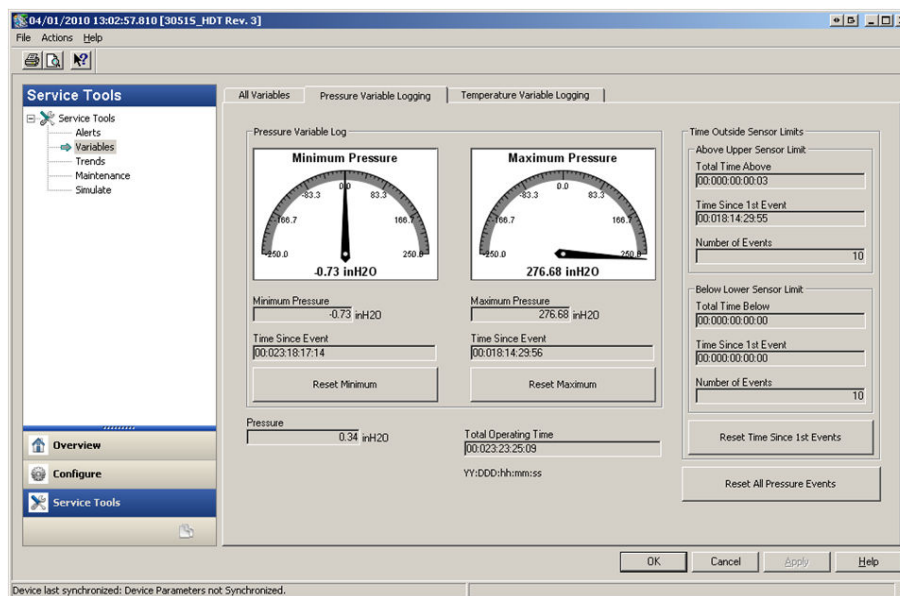 04/01/2010 13:02:57.810 [3051S_HDT Rev. 3]
File Actions Help
Service Tools
Service Tools
Alerts
Variables
Trends
Maintenance
Simulate
Overview
Configure
Service Tools
All Variables
Pressure Variable Logging
Temperature Variable Logging
Pressure Variable Log
Minimum Pressure
0.0
-83.3
83.3
-166.7
166.7
-250.0
250.0
-0.73 inH2O
Minimum Pressure
-0.73 inH2O
Time Since Event
00:023:18:17:14
Reset Minimum
Maximum Pressure
0.0
-83.3
83.3
-166.7
166.7
-250.0
250.0
276.68 inH2O
Maximum Pressure
276.68 inH2O
Time Since Event
00:018:14:29:56
Reset Maximum
Pressure
0.34 inH2O
Total Operating Time
00:023:23:25:09
YY:DDD:hh:mm:ss
Time Outside Sensor Limits
Above Upper Sensor Limit
Total Time Above
00:000:00:00:03
Time Since 1st Event
00:018:14:29:55
Number of Events
10
Below Lower Sensor Limit
Total Time Below
00:000:00:00:00
Time Since 1st Event
00:000:00:00:00
Number of Events
10
Reset Time Since 1st Events
Reset All Pressure Events
OK
Cancel
Apply
Help
Device last synchronized: Device Parameters not Synchronized.